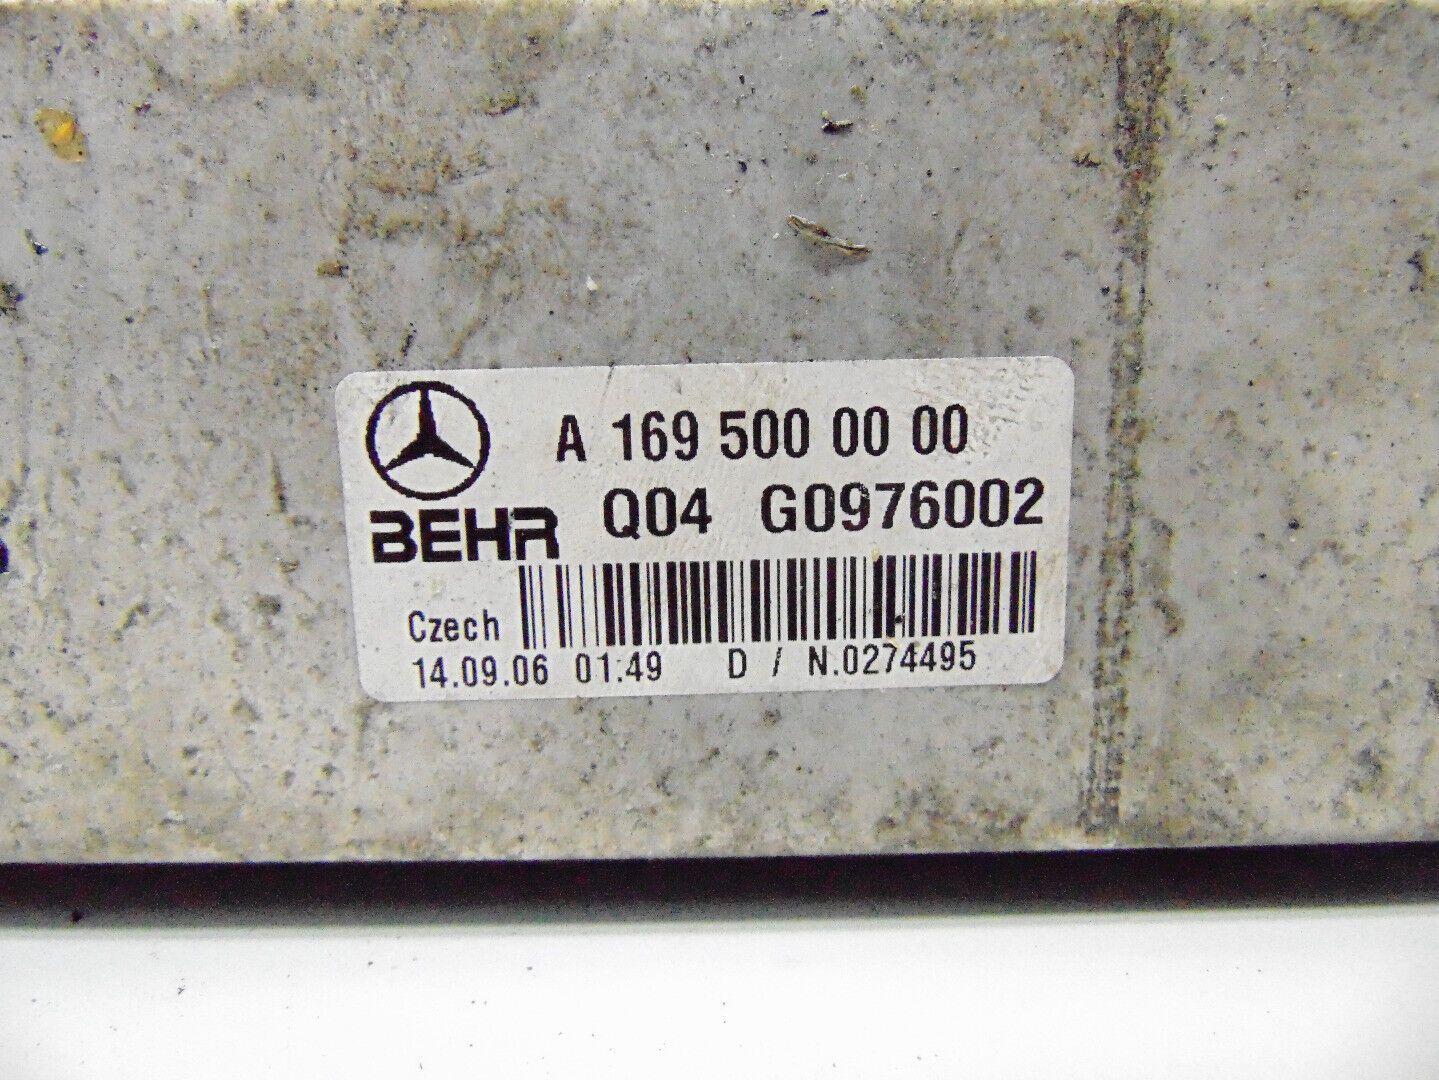 A 169 500 00 00
BEHR Q04 G0976002
Czech
14.09.06 01:49 D / N.0274495